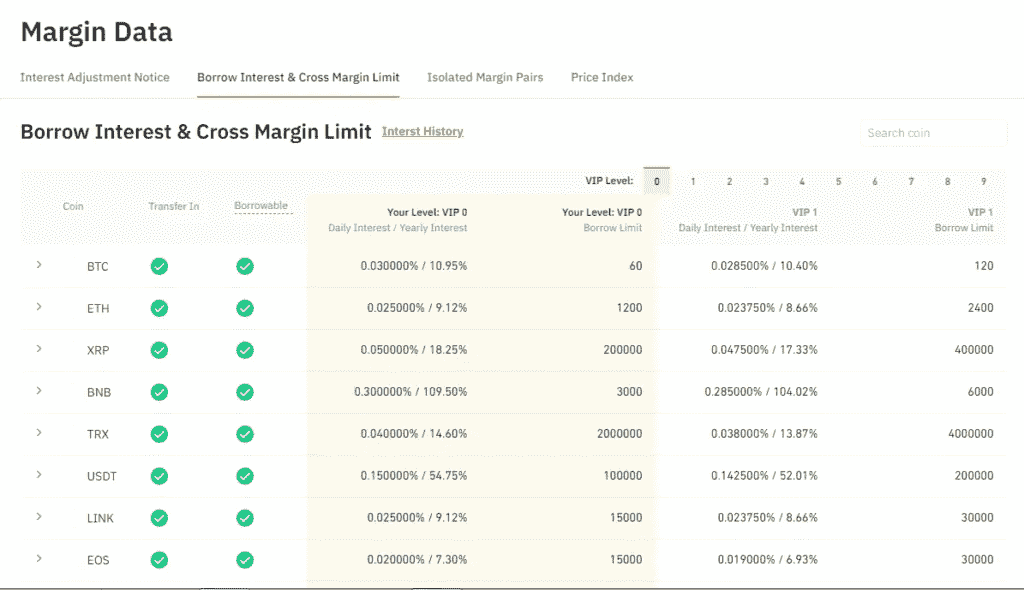 Margin Data
Interest Adjustment Notice Borrow Interest & Cross Margin Limit Isolated Margin Pairs Price Index
Borrow Interest & Cross Margin Limit Interst History Search coin
VIP Level: 0 1 2 3 4 5 6 7 8 9
Coin Transfer In Borrowable Your Level: VIP 0 Your Level: VIP 0 VIP 1 VIP 1
Daily Interest / Yearly Interest Borrow Limit Daily Interest / Yearly Interest Borrow Limit
BTC 0.030000% / 10.95% 60 0.028500% / 10.40% 120
ETH 0.025000% / 9.12% 1200 0.023750% / 8.66% 2400
XRP 0.050000% / 18.25% 200000 0.047500% / 17.33% 400000
BNB 0.300000% / 109.50% 3000 0.285000% / 104.02% 6000
TRX 0.040000% / 14.60% 2000000 0.038000% / 13.87% 4000000
USDT 0.150000% / 54.75% 100000 0.142500% / 52.01% 200000
LINK 0.025000% / 9.12% 15000 0.023750% / 8.66% 30000
EOS 0.020000% / 7.30% 15000 0.019000% / 6.93% 30000